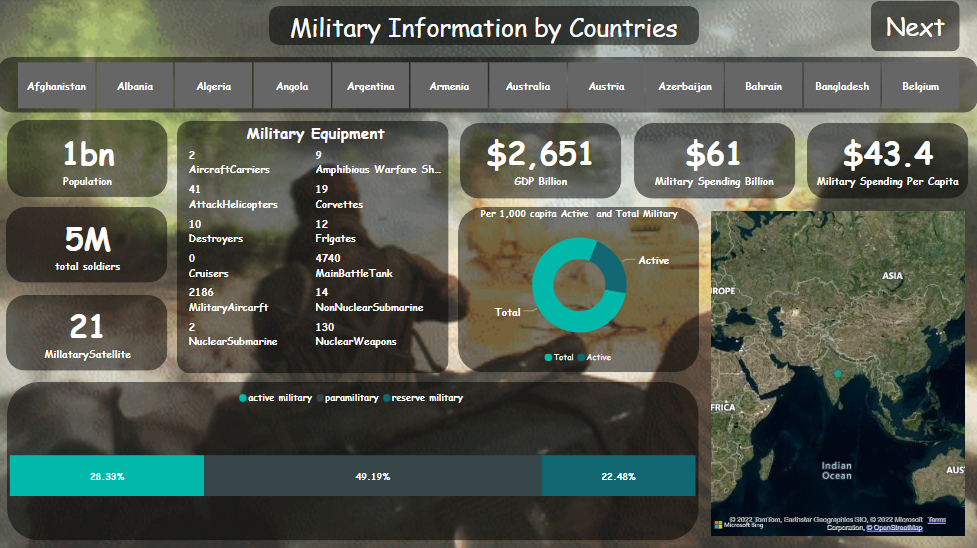 Military Information by Countries
Next
Afghanistan
Albania
Algeria
Angola
Argentina
Armenia
Australia
Austria
Azerbaijan
Bahrain
Bangladesh
Belgium
1bn
Population
5M
total soldiers
21
MillatarySatellite
Military Equipment
2
AircraftCarriers
9
Amphibious Warfare Sh...
41
AttackHelicopters
19
Corvettes
10
Destroyers
12
Frigates
0
Cruisers
4740
MainBattleTank
2186
MilitaryAircarft
14
NonNuclearSubmarine
2
NuclearSubmarine
130
NuclearWeapons
$2,651
GDP Billion
$61
Military Spending Billion
$43.4
Military Spending Per Capita
Per 1,000 capita Active and Total Military
Active
Total
Total Active
ASIA
ROPE
FRICA
Indian
Ocean
AUS
Microsoft Bing
© 2022 TomTom, Earthstar Geographics SIO, © 2022 Microsoft Corporation, © OpenStreetMap Terms
active military paramilitary reserve military
28.33%
49.19%
22.48%